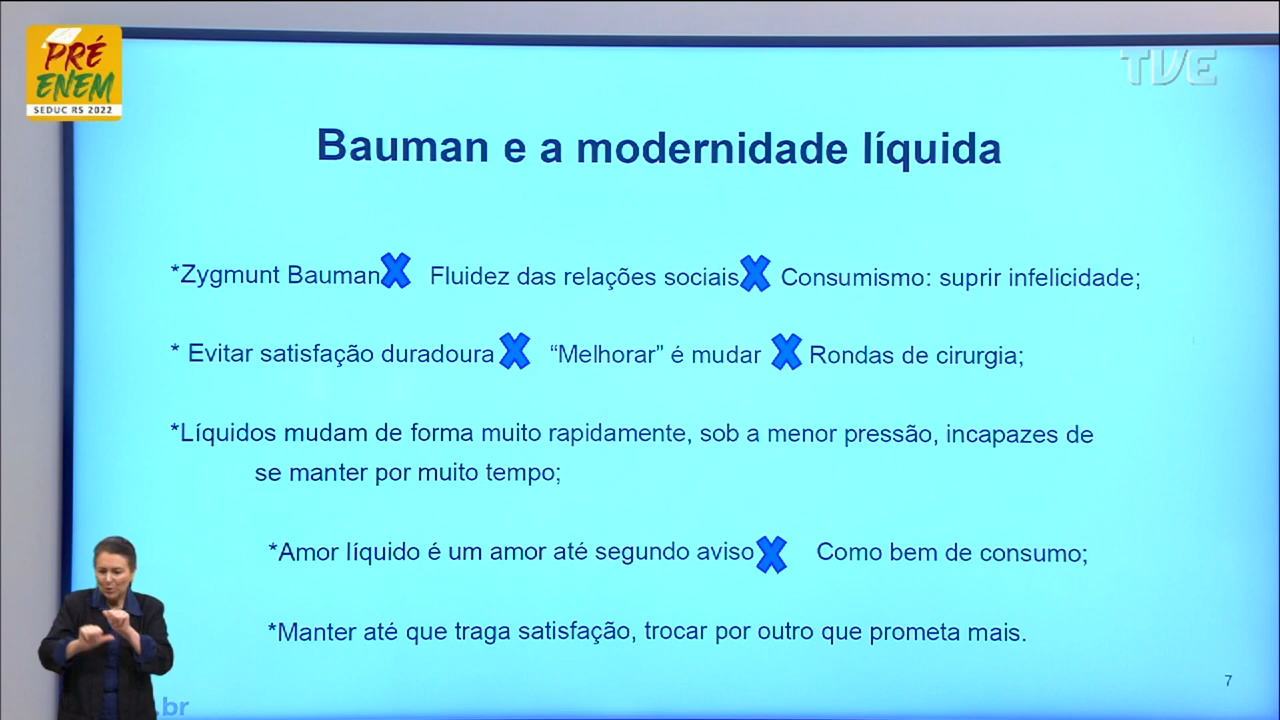 PRÉ
ENEM
SEDUC RS 2022
TVE
Bauman e a modernidade líquida
*Zygmunt Bauman Fluidez das relações sociais Consumismo: suprir infelicidade;
* Evitar satisfação duradoura “Melhorar” é mudar Rondas de cirurgia;
*Líquidos mudam de forma muito rapidamente, sob a menor pressão, incapazes de
se manter por muito tempo;
*Amor líquido é um amor até segundo aviso Como bem de consumo;
*Manter até que traga satisfação, trocar por outro que prometa mais.
7
.br